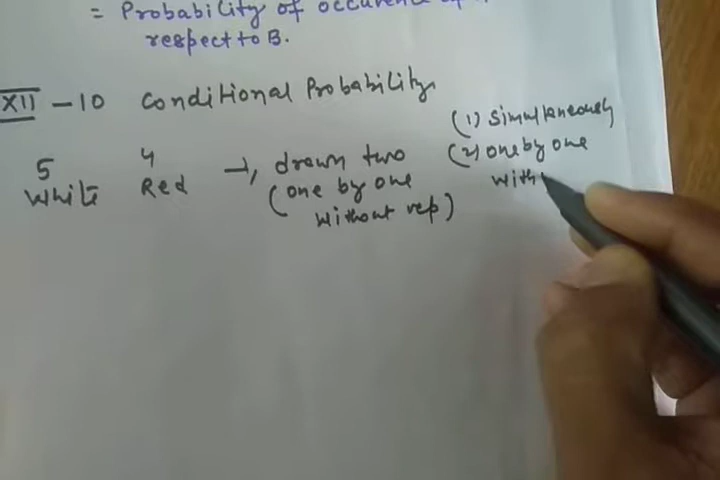 = Probability of
respect to B.
XII - 10 Conditional Probability
(1) simultaneously
5 4 → drawn two (2) one by one
White Red (one by one with
without rep)